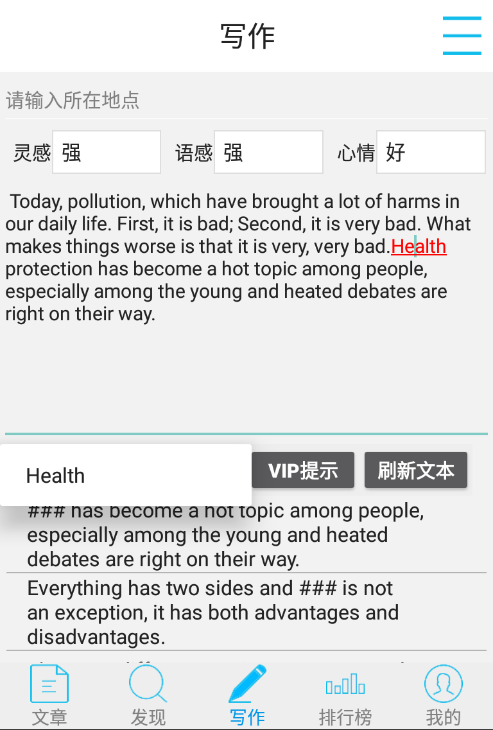 写作
请输入所在地点
灵感 强 语感 强 心情 好
Today, pollution, which have brought a lot of harms in
our daily life. First, it is bad; Second, it is very bad. What
makes things worse is that it is very, very bad.Health
protection has become a hot topic among people,
especially among the young and heated debates are
right on their way.
Health VIP提示 刷新文本
### has become a hot topic among people,
especially among the young and heated
debates are right on their way.
Everything has two sides and ### is not
an exception, it has both advantages and
disadvantages.
文章 发现 写作 排行榜 我的